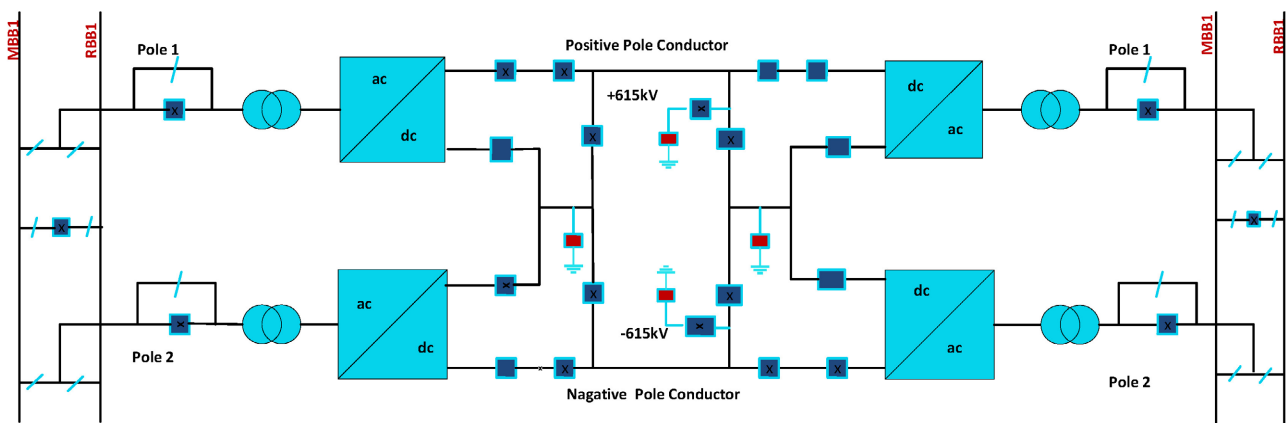 MBB1
RBB1
Pole 1
ac
dc
X
X
X
Positive Pole Conductor
+615kV
X
X
X
dc
ac
Pole 1
X
MBB1
RBB1
X
X
X
X
Pole 2
ac
dc
X
X
X
X
X
-615kV
Nagative Pole Conductor
X
X
dc
ac
X
Pole 2